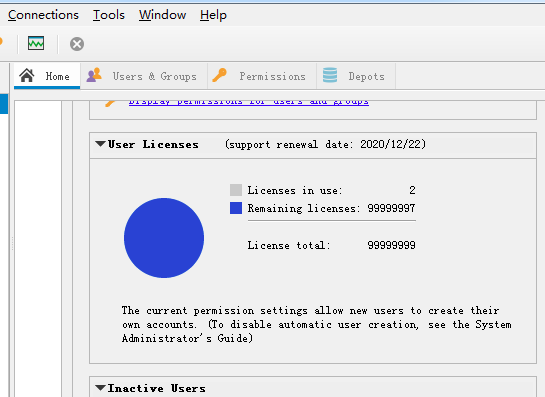 Connections Tools Window Help
Home Users & Groups Permissions Depots
Display permissions for users and groups
User Licenses (support renewal date: 2020/12/22)
Licenses in use: 2
Remaining licenses: 99999997
License total: 99999999
The current permission settings allow new users to create their
own accounts. (To disable automatic user creation, see the System
Administrator's Guide)
Inactive Users